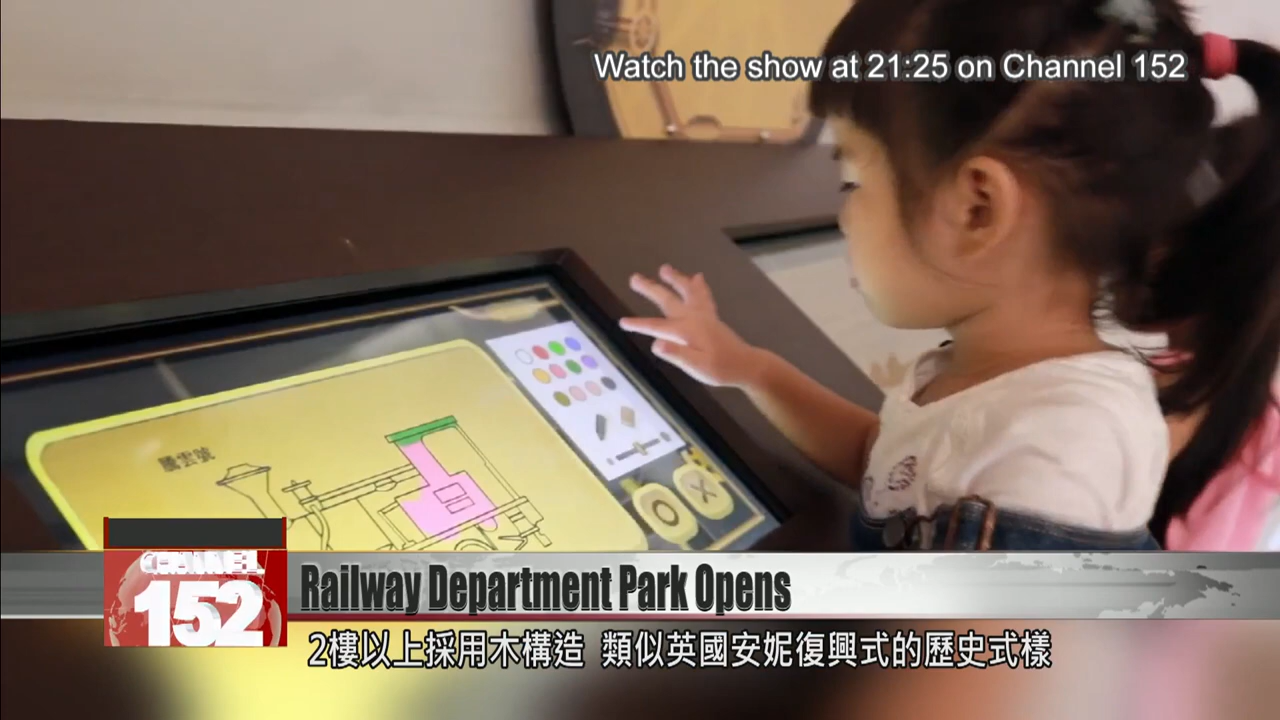 Watch the show at 21:25 on Channel 152
騰雲號
CHANNEL
152
Railway Department Park Opens
2樓以上採用木構造 類似英國安妮復興式的歷史式樣